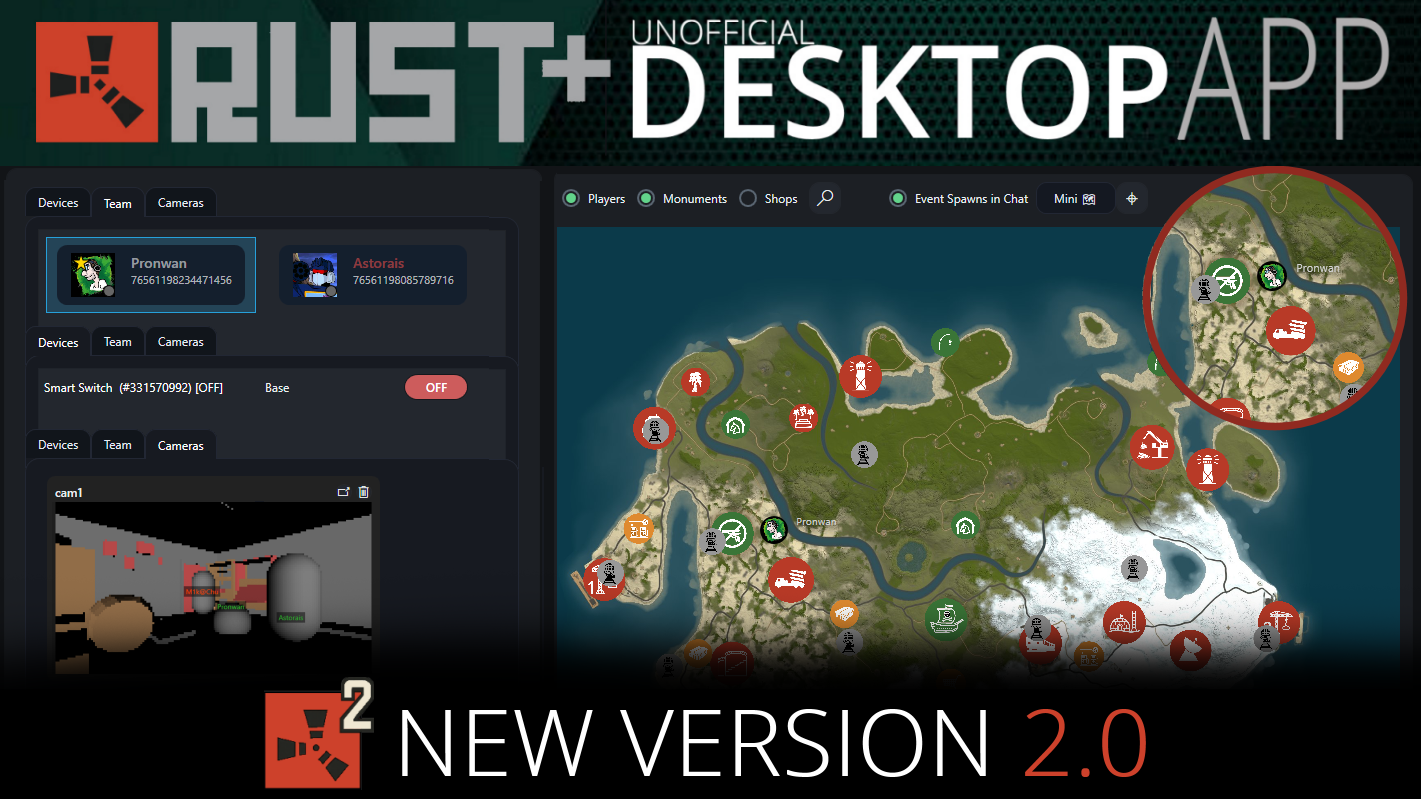 RUST+
UNOFFICIAL
DESKTOP APP
Devices Team Cameras
Pronwan
76561198234471456
Astorais
76561198085789716
Devices Team Cameras
Smart Switch (#331570992) [OFF] Base OFF
Devices Team Cameras
cam1
Pronwan
Astorais
Players Monuments Shops Event Spawns in Chat Mini
Pronwan
Pronwan
1
2
NEW VERSION 2.0